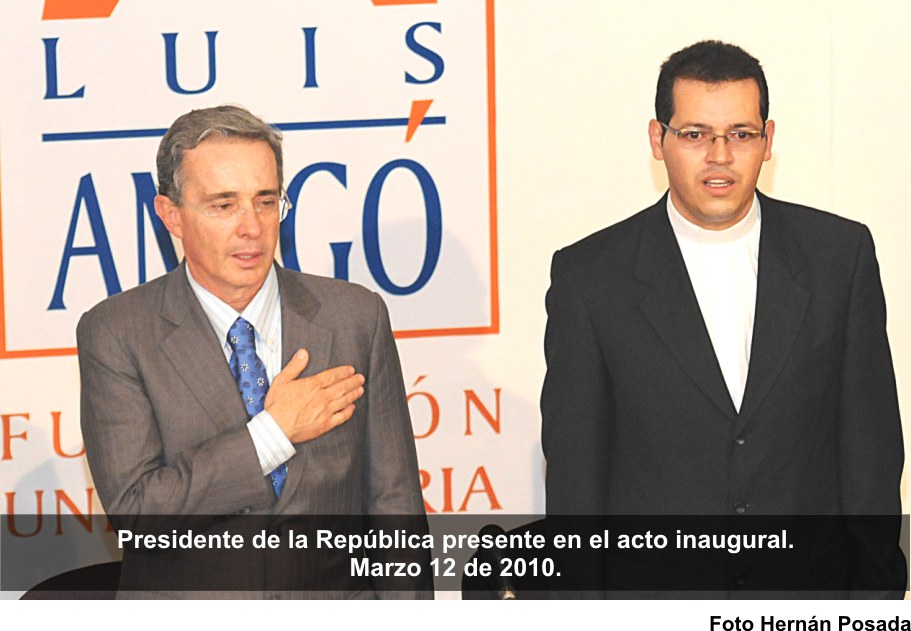 LUIS
AMIGÓ
Presidente de la República presente en el acto inaugural.
Marzo 12 de 2010.
Foto Hernán Posada